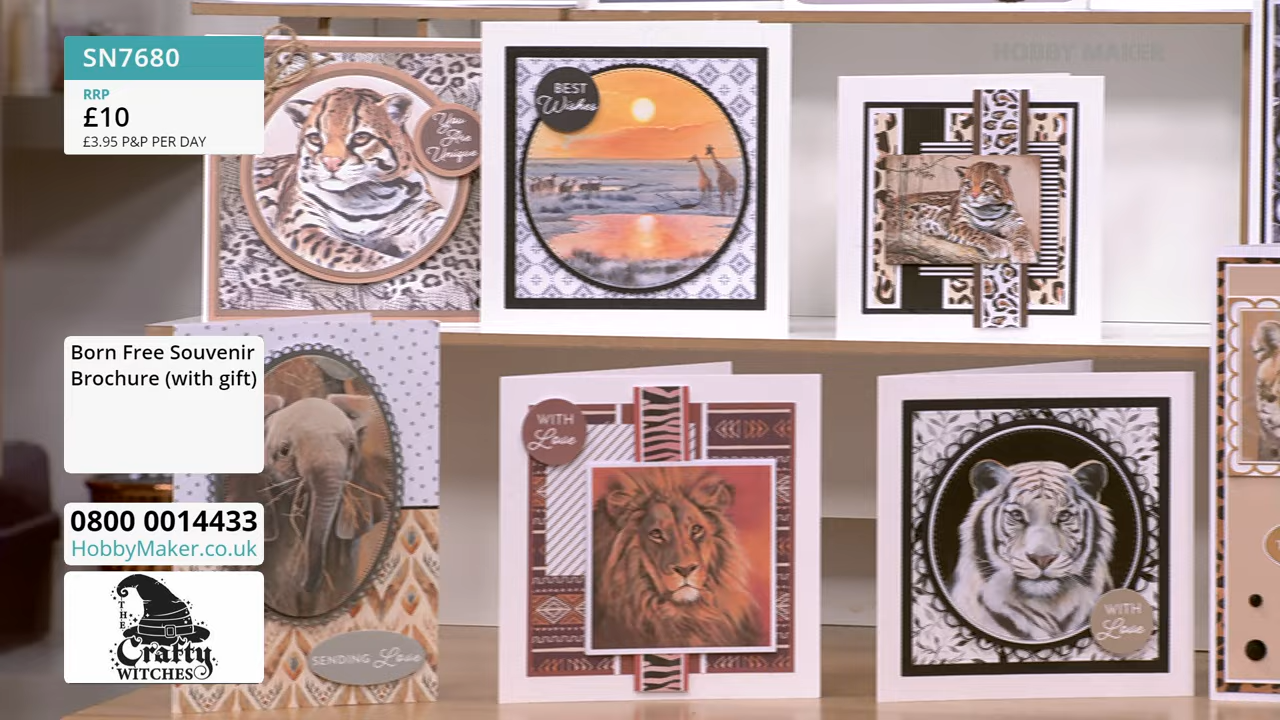 SN7680
RRP
£10
£3.95 P&P PER DAY
Born Free Souvenir
Brochure (with gift)
0800 0014433
HobbyMaker.co.uk
THE
Crafty
WITCHES
HOBBY MAKER
You
Are
Unique
BEST
Wishes
WITH
Love
SENDING Love
WITH
Love